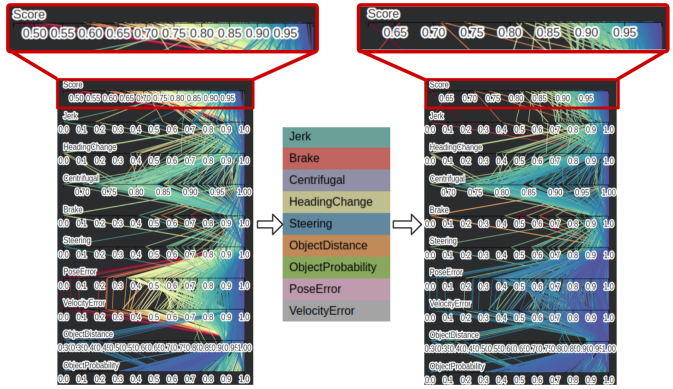 Score
0.50 0.55 0.60 0.65 0.70 0.75 0.80 0.85 0.90 0.95
Score
0.65 0.70 0.75 0.80 0.85 0.90 0.95
Score
0.50 0.55 0.60 0.65 0.70 0.75 0.80 0.85 0.90 0.95
Jerk
0.0 0.1 0.2 0.3 0.4 0.5 0.6 0.7 0.8 0.9 1.0
HeadingChange
0.0 0.1 0.2 0.3 0.4 0.5 0.6 0.7 0.8 0.9 1.0
Centrifugal
0.70 0.75 0.80 0.85 0.90 0.95 1.00
Brake
0.0 0.1 0.2 0.3 0.4 0.5 0.6 0.7 0.8 0.9 1.0
Steering
0.0 0.1 0.2 0.3 0.4 0.5 0.6 0.7 0.8 0.9 1.0
PoseError
0.0 0.1 0.2 0.3 0.4 0.5 0.6 0.7 0.8 0.9 1.0
VelocityError
0.0 0.1 0.2 0.3 0.4 0.5 0.6 0.7 0.8 0.9 1.0
ObjectDistance
ObjectProbability
0.0 0.1 0.2 0.3 0.4 0.5 0.6 0.7 0.8 0.9 1.0
Jerk
Brake
Centrifugal
HeadingChange
Steering
ObjectDistance
ObjectProbability
PoseError
VelocityError
Score
0.65 0.70 0.75 0.80 0.85 0.90 0.95
Jerk
0.0 0.1 0.2 0.3 0.4 0.5 0.6 0.7 0.8 0.9 1.0
HeadingChange
0.0 0.1 0.2 0.3 0.4 0.5 0.6 0.7 0.8 0.9 1.0
Centrifugal
0.70 0.75 0.80 0.85 0.90 0.95 1.00
Brake
0.0 0.1 0.2 0.3 0.4 0.5 0.6 0.7 0.8 0.9 1.0
Steering
0.0 0.1 0.2 0.3 0.4 0.5 0.6 0.7 0.8 0.9 1.0
PoseError
0.0 0.1 0.2 0.3 0.4 0.5 0.6 0.7 0.8 0.9 1.0
VelocityError
0.0 0.1 0.2 0.3 0.4 0.5 0.6 0.7 0.8 0.9 1.0
ObjectDistance
ObjectProbability
0.0 0.1 0.2 0.3 0.4 0.5 0.6 0.7 0.8 0.9 1.0